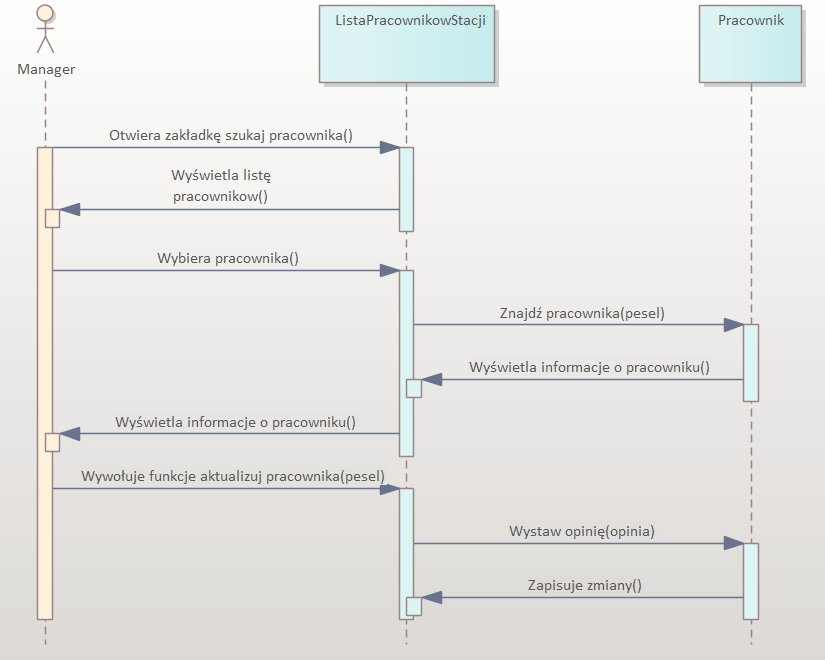 ListaPracownikowStacji
Pracownik
Manager
Otwiera zakładkę szukaj pracownika()
Wyświetla listę
pracownikow()
Wybiera pracownika()
Znajdź pracownika(pesel)
Wyświetla informacje o pracowniku()
Wyświetla informacje o pracowniku()
Wywołuje funkcje aktualizuj pracownika(pesel)
Wystaw opinię(opinia)
Zapisuje zmiany()